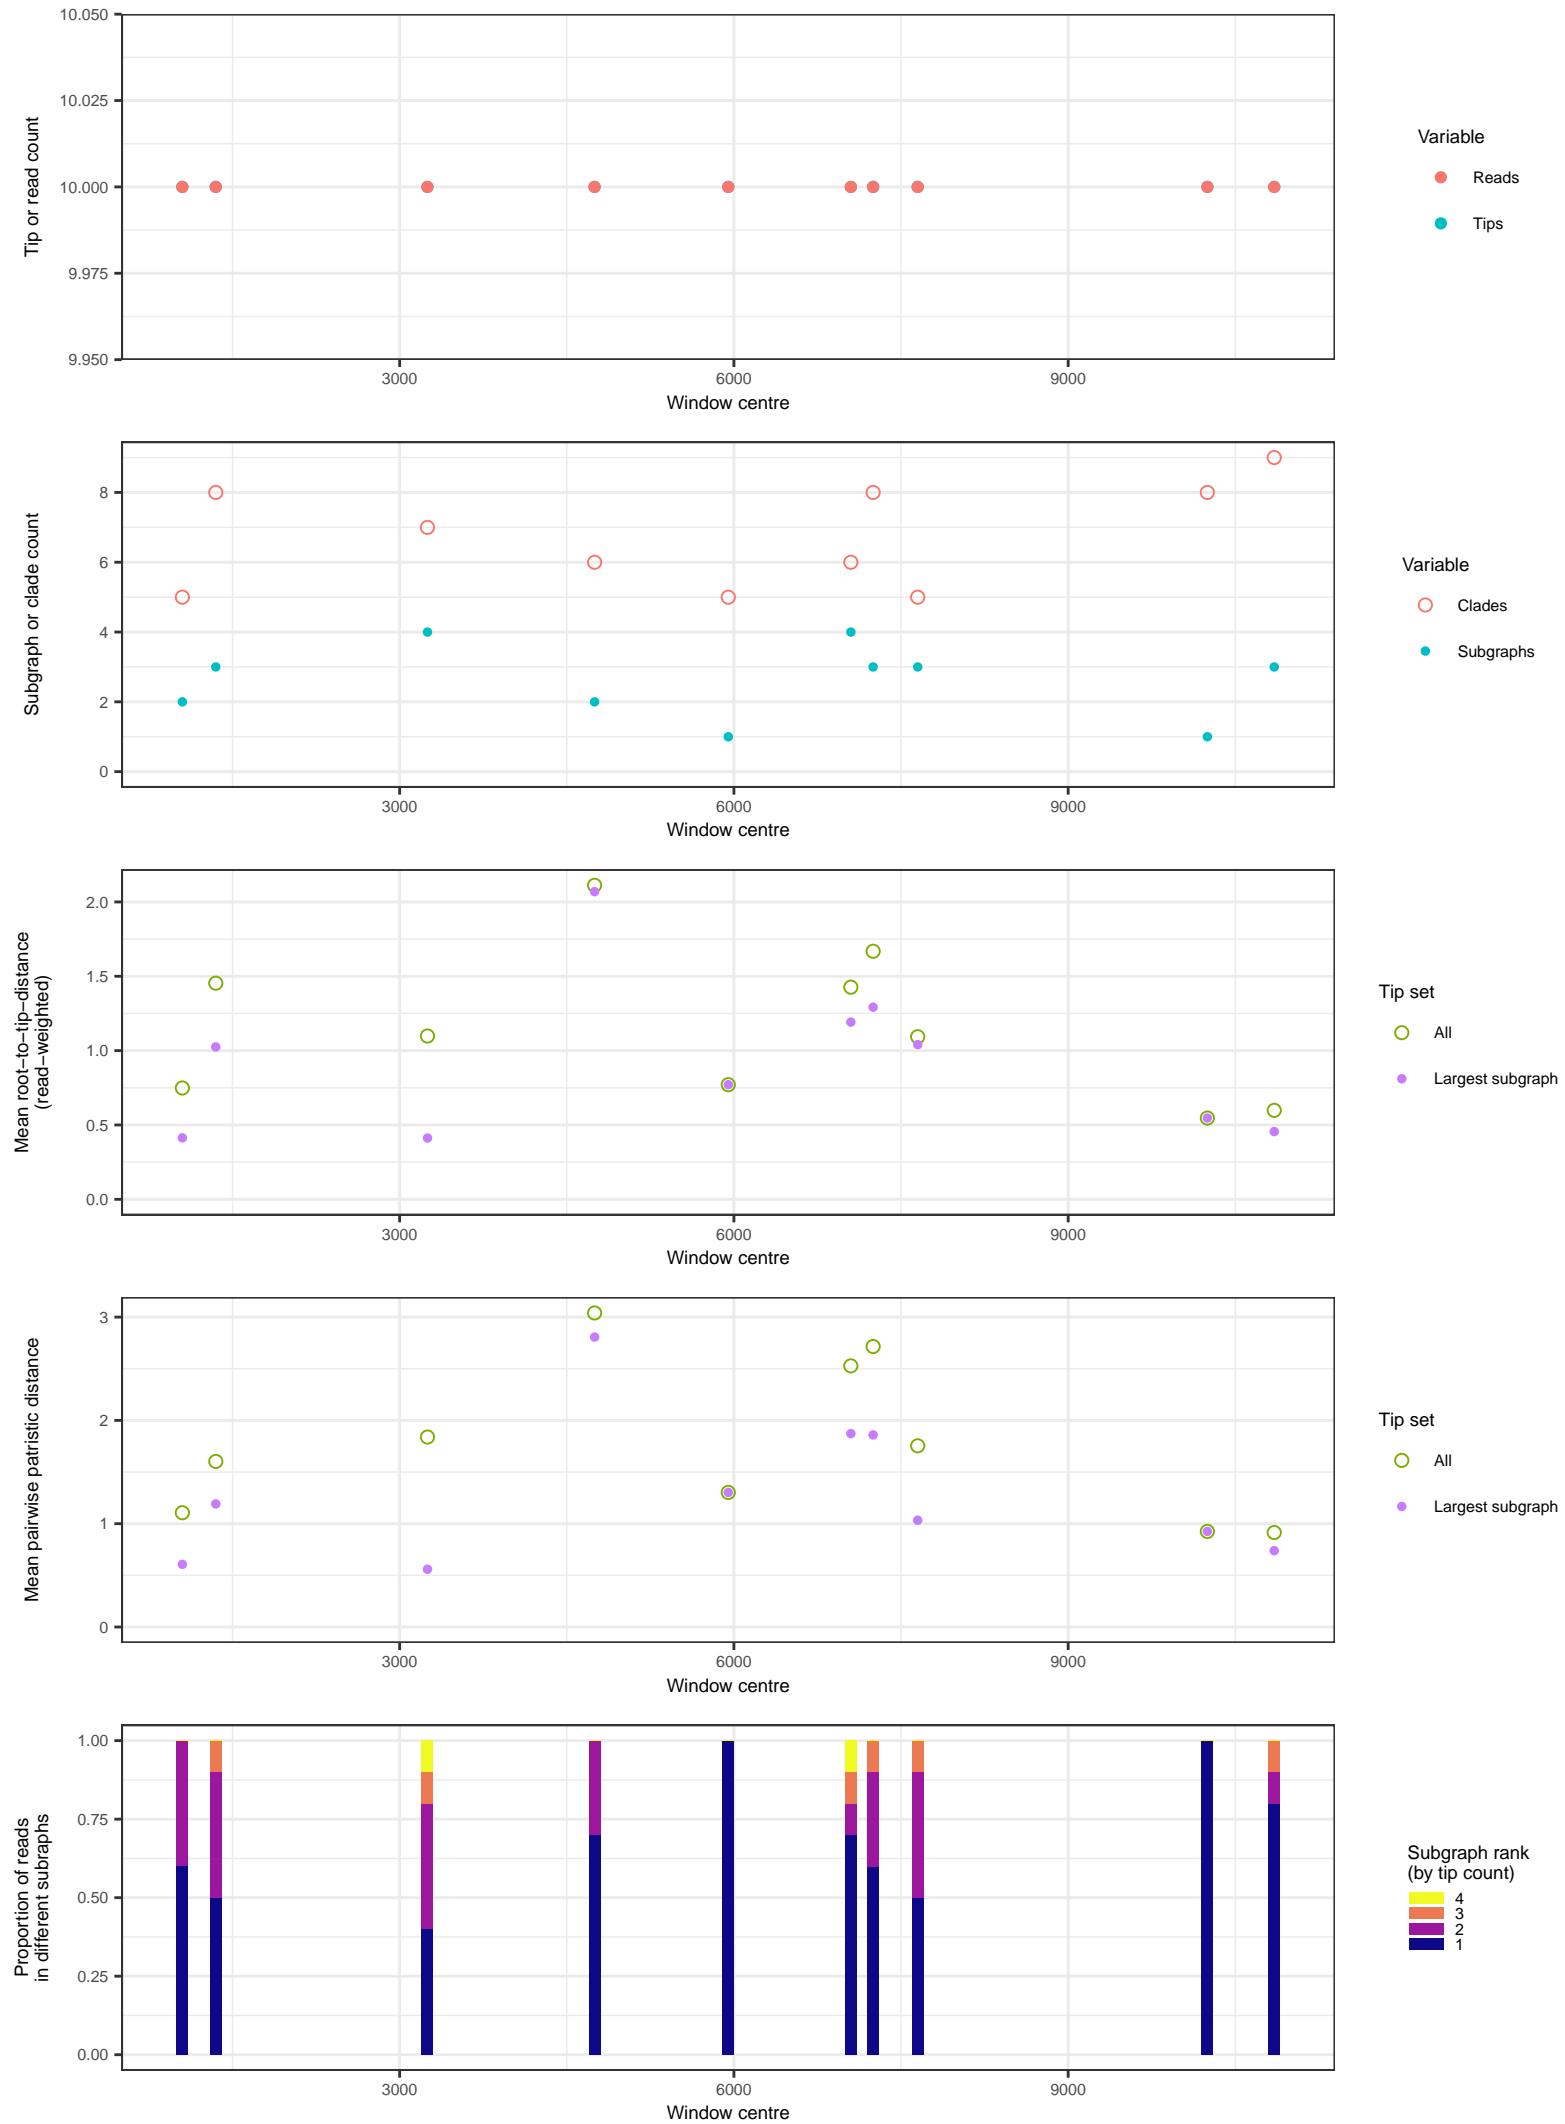 10.050
10.025
10.000
9.975
9.950
Tip or read count
3000
6000
9000
Window centre
Variable
Reads
Tips
8
6
4
2
0
Subgraph or clade count
3000
6000
9000
Window centre
Variable
Clades
Subgraphs
2.0
1.5
1.0
0.5
0.0
Mean root−to−tip−distance
(read−weighted)
3000
6000
9000
Window centre
Tip set
All
Largest subgraph
3
2
1
0
Mean pairwise patristic distance
3000
6000
9000
Window centre
Tip set
All
Largest subgraph
1.00
0.75
0.50
0.25
0.00
Proportion of reads
in different subraphs
3000
6000
9000
Window centre
Subgraph rank
(by tip count)
4
3
2
1